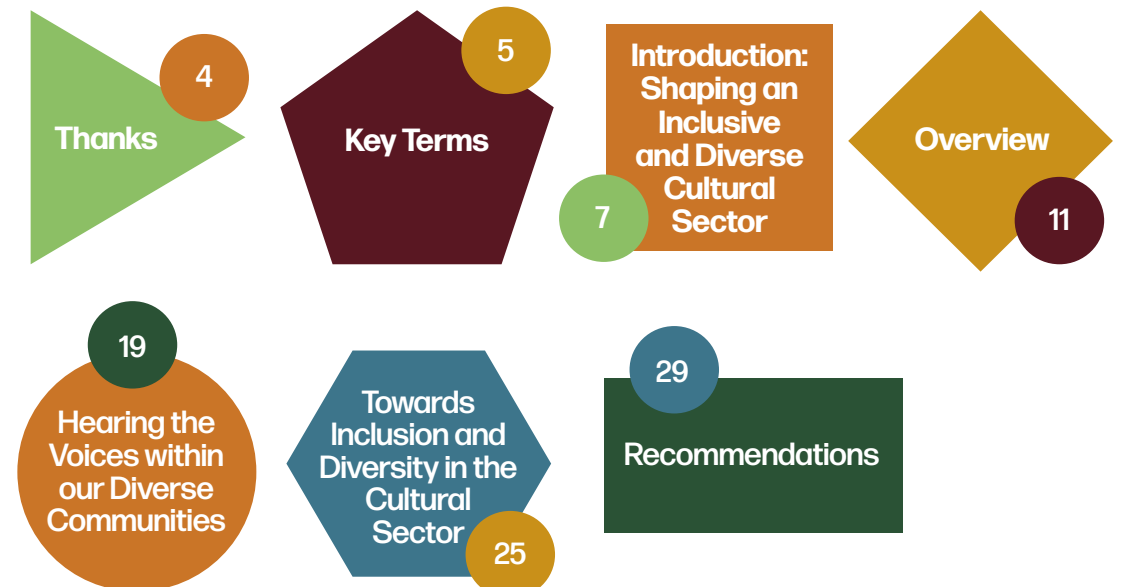 Thanks
4
Key Terms
5
Introduction:
Shaping an
Inclusive
and Diverse
Cultural
Sector
7
Overview
11
19
Hearing the
Voices within
our Diverse
Communities
Towards
Inclusion and
Diversity in the
Cultural
Sector
25
29
Recommendations